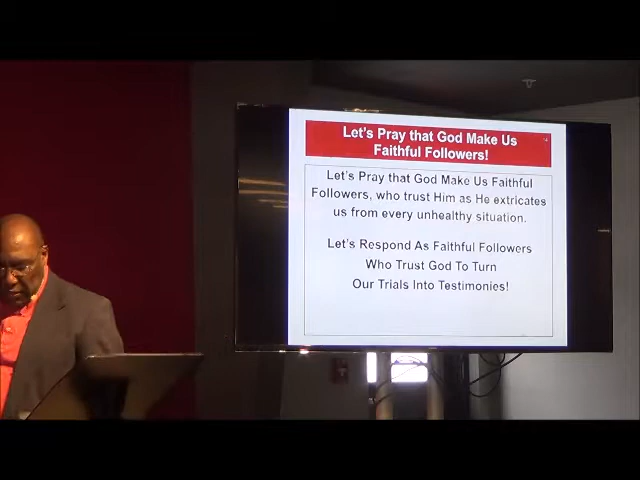 Let's Pray that God Make Us
Faithful Followers!
Let's Pray that God Make Us Faithful
Followers, who trust Him as He extricates
us from every unhealthy situation.
Let's Respond As Faithful Followers
Who Trust God To Turn
Our Trials Into Testimonies!